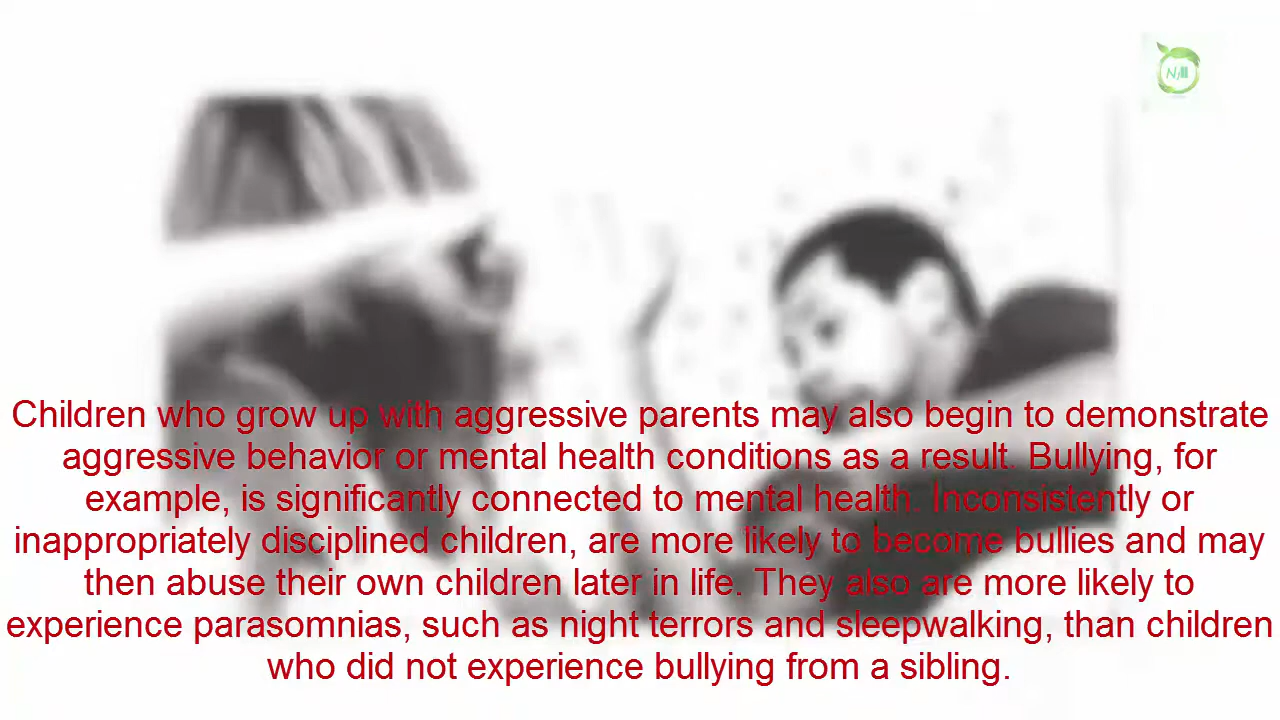 Children who grow up with aggressive parents may also begin to demonstrate
aggressive behavior or mental health conditions as a result. Bullying, for
example, is significantly connected to mental health. Inconsistently or
inappropriately disciplined children, are more likely to become bullies and may
then abuse their own children later in life. They also are more likely to
experience parasomnias, such as night terrors and sleepwalking, than children
who did not experience bullying from a sibling.